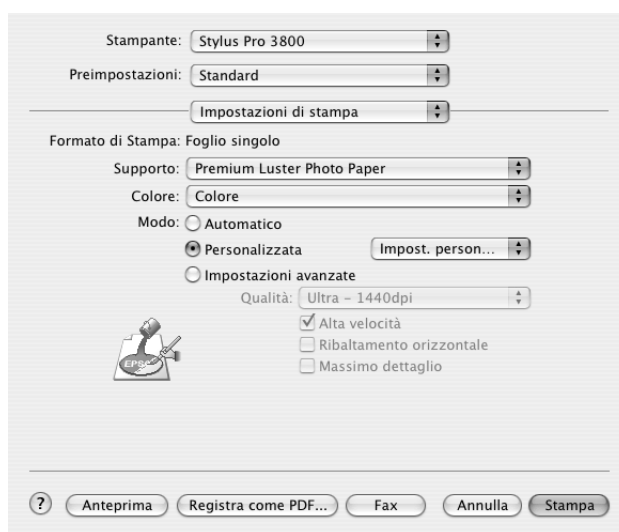 Stampante: Stylus Pro 3800
Preimpostazioni: Standard
Impostazioni di stampa
Formato di Stampa: Foglio singolo
Supporto: Premium Luster Photo Paper
Colore: Colore
Modo: Automatico
Personalizzata Impost. person...
Impostazioni avanzate
Qualità: Ultra – 1440dpi
Alta velocità
Ribaltamento orizzontale
Massimo dettaglio
EPSO
? Anteprima Registra come PDF... Fax Annulla Stampa